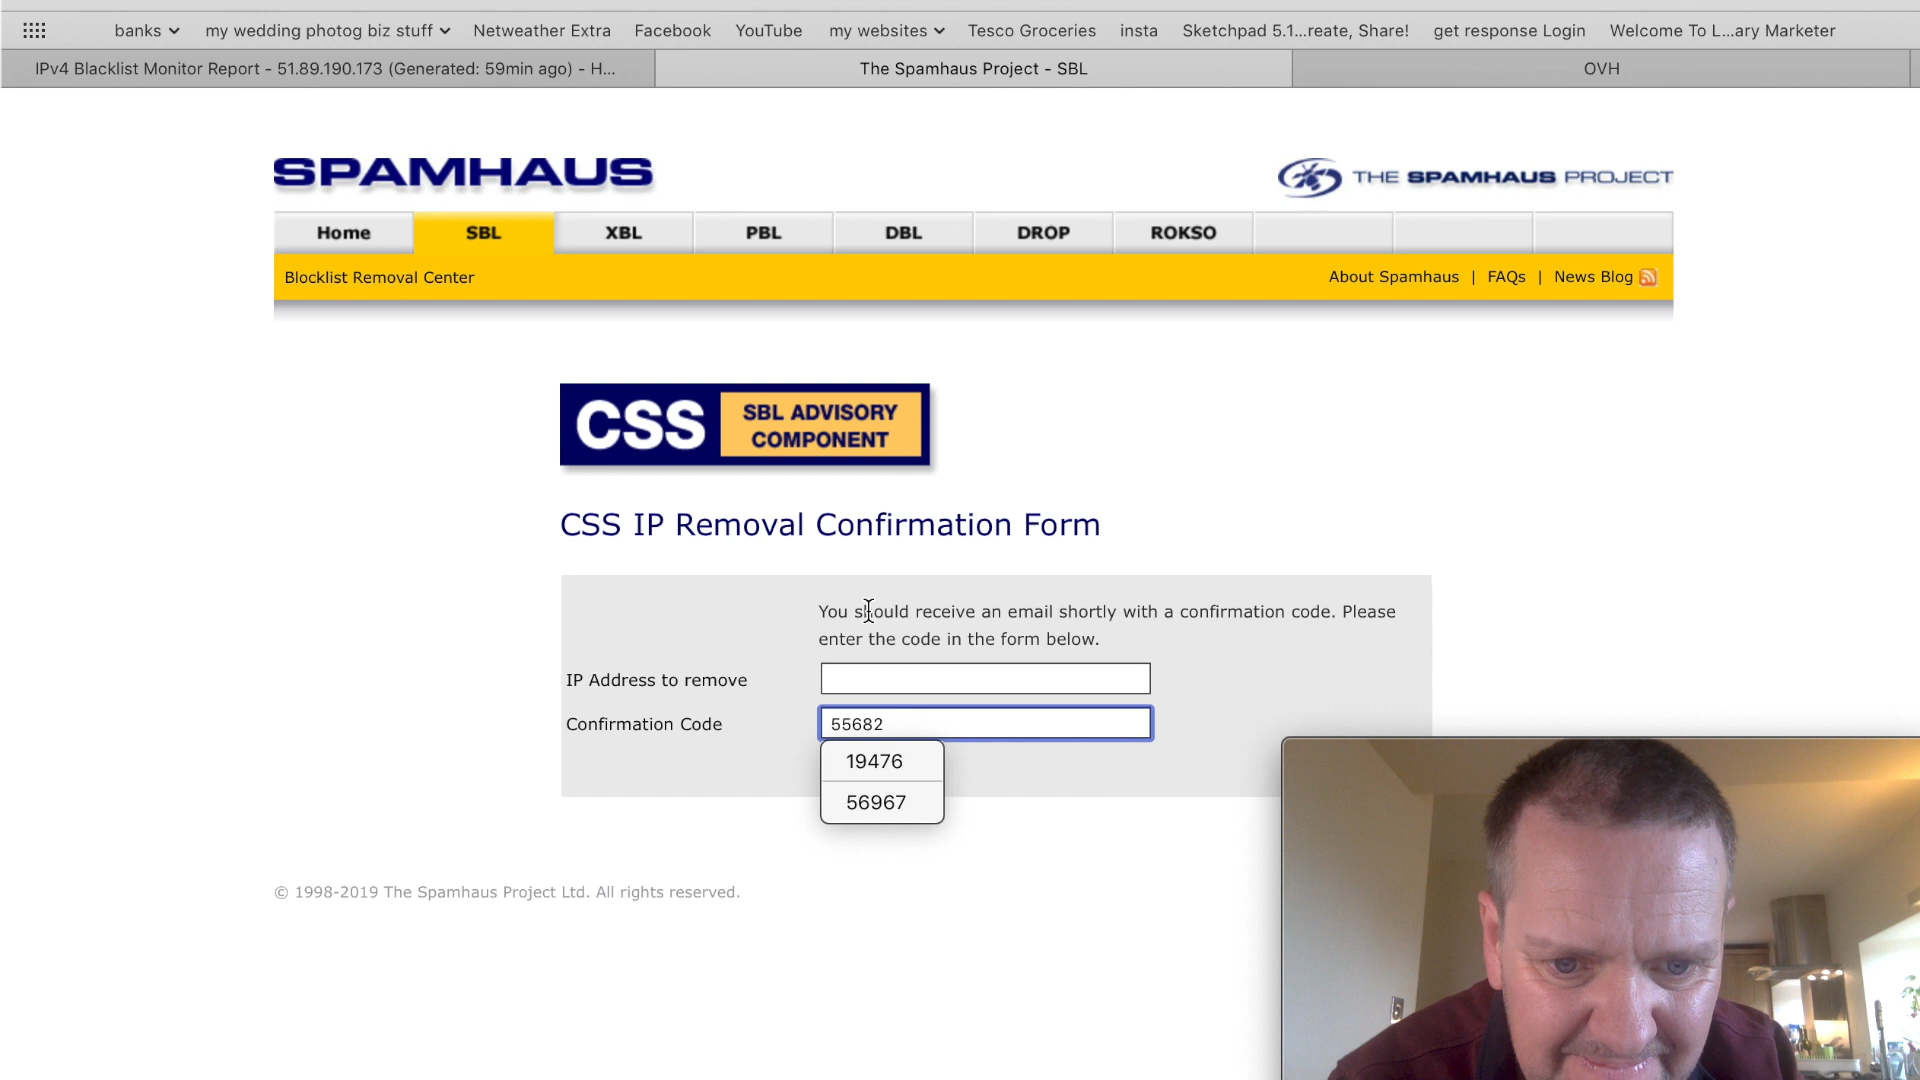 banks my wedding photog biz stuff Netweather Extra Facebook YouTube my websites Tesco Groceries insta Sketchpad 5.1...reate, Share! get response Login Welcome To L...ary Marketer
IPv4 Blacklist Monitor Report - 51.89.190.173 (Generated: 59min ago) - H... The Spamhaus Project - SBL OVH
SPAMHAUS THE SPAMHAUS PROJECT
Home SBL XBL PBL DBL DROP ROKSO
Blocklist Removal Center About Spamhaus | FAQs | News Blog
CSS SBL ADVISORY
COMPONENT
CSS IP Removal Confirmation Form
You should receive an email shortly with a confirmation code. Please
enter the code in the form below.
IP Address to remove
Confirmation Code 55682
19476
56967
© 1998-2019 The Spamhaus Project Ltd. All rights reserved.